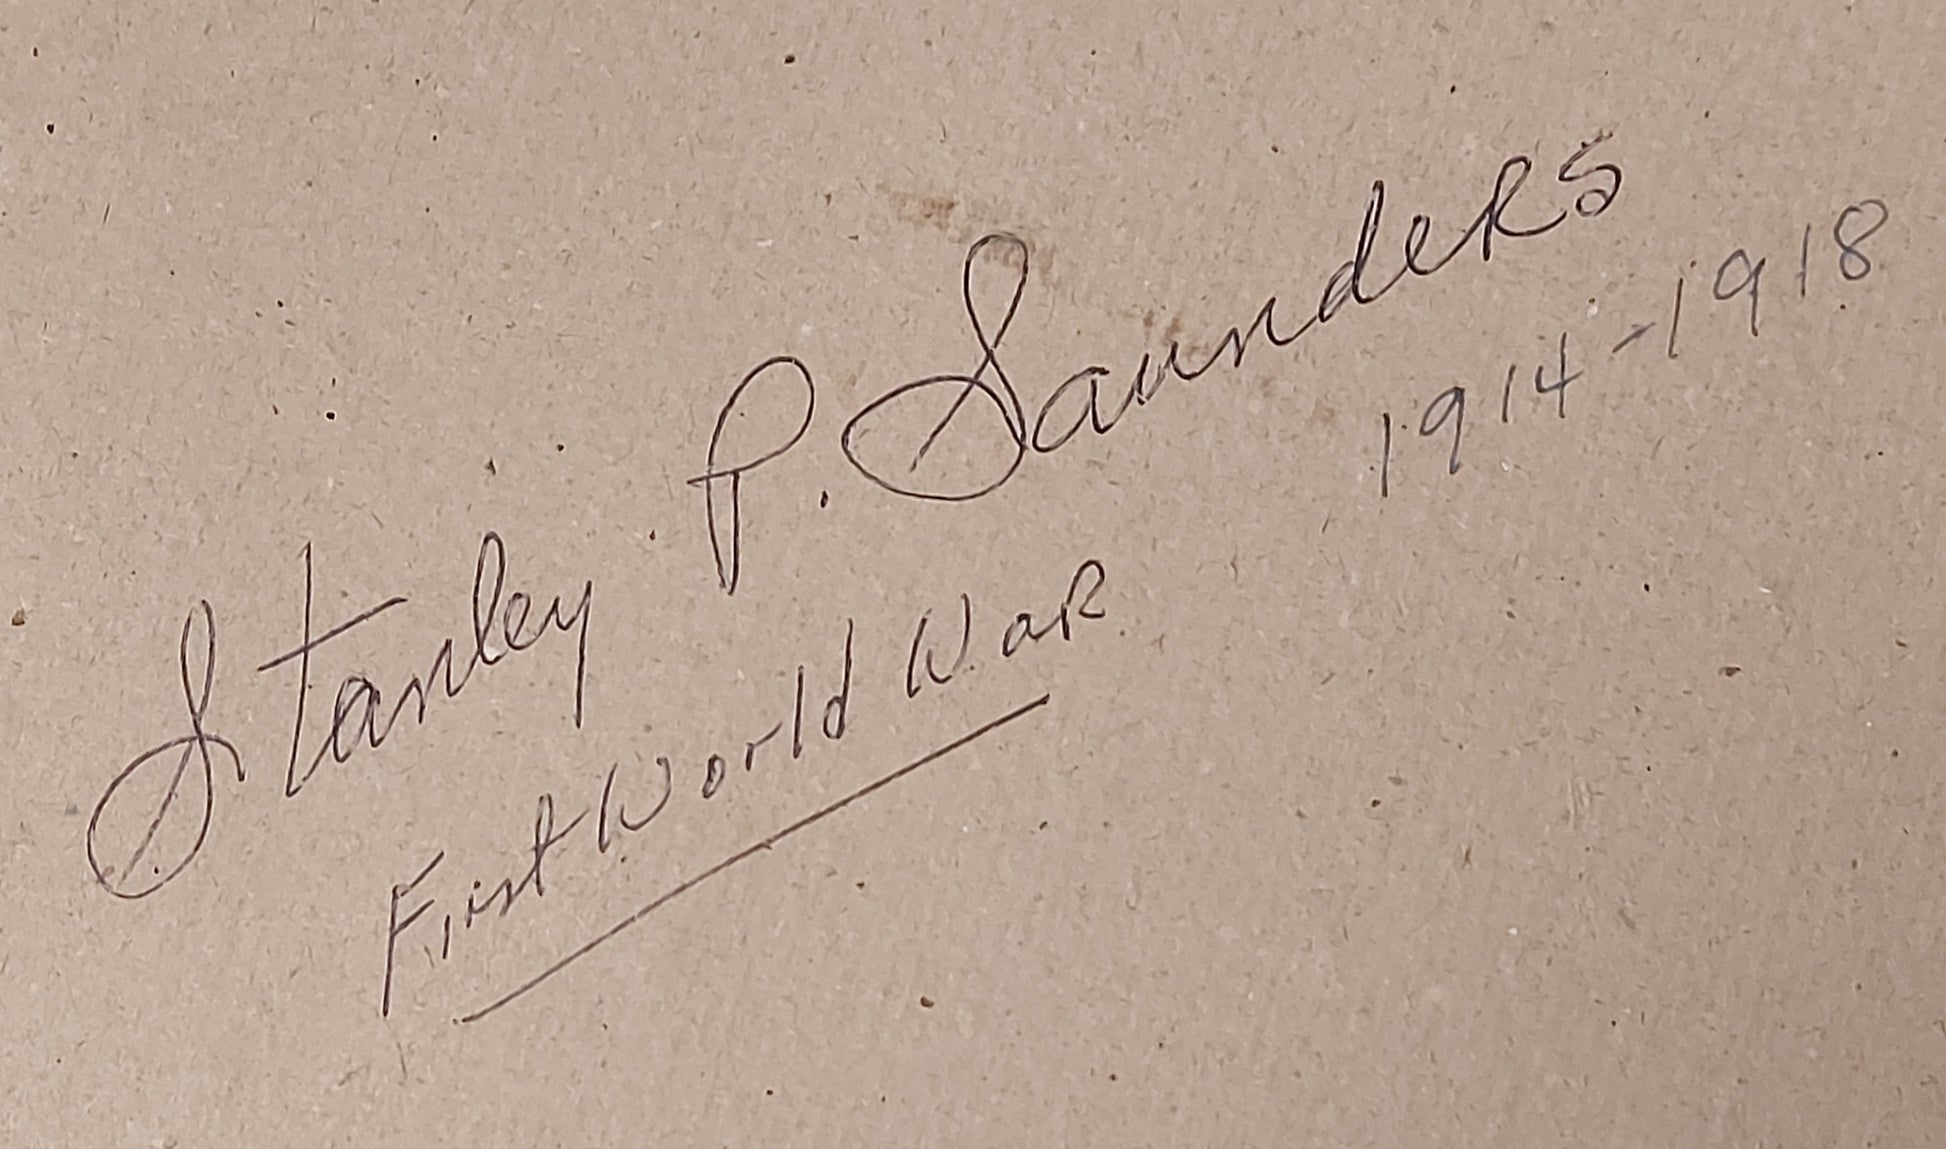 Stanley P. Saunders
1914-1918
First World War